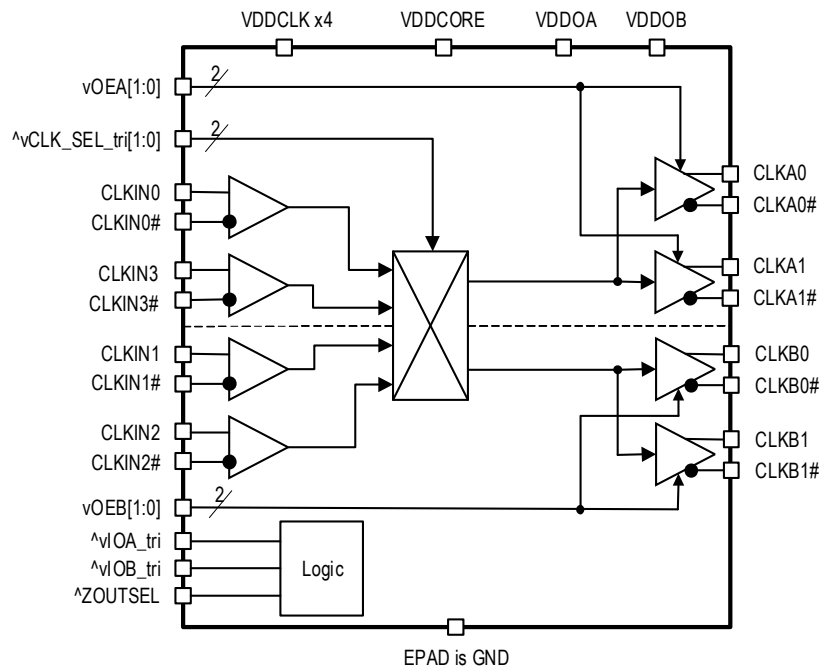 VDDCLK x4
VDDCORE
VDDOA
VDDOB
vOEA[1:0]
2
^vCLK_SEL_tri[1:0]
2
CLKIN0
CLKIN0#
CLKIN3
CLKIN3#
CLKIN1
CLKIN1#
CLKIN2
CLKIN2#
vOEB[1:0]
2
^vIOA_tri
^vIOB_tri
^ZOUTSEL
Logic
CLKA0
CLKA0#
CLKA1
CLKA1#
CLKB0
CLKB0#
CLKB1
CLKB1#
EPAD is GND